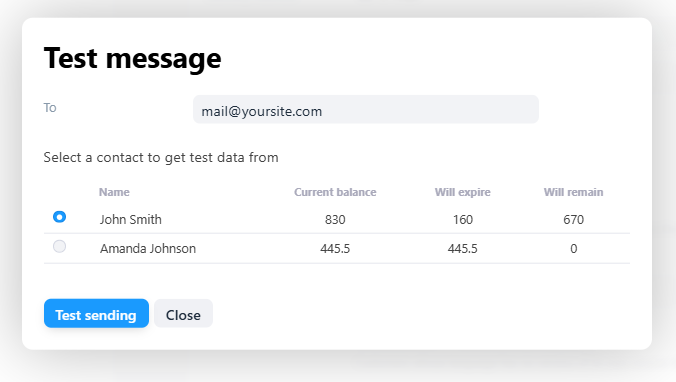 Test message
To mail@yoursite.com
Select a contact to get test data from
Name Current balance Will expire Will remain
John Smith 830 160 670
Amanda Johnson 445.5 445.5 0
Test sending Close